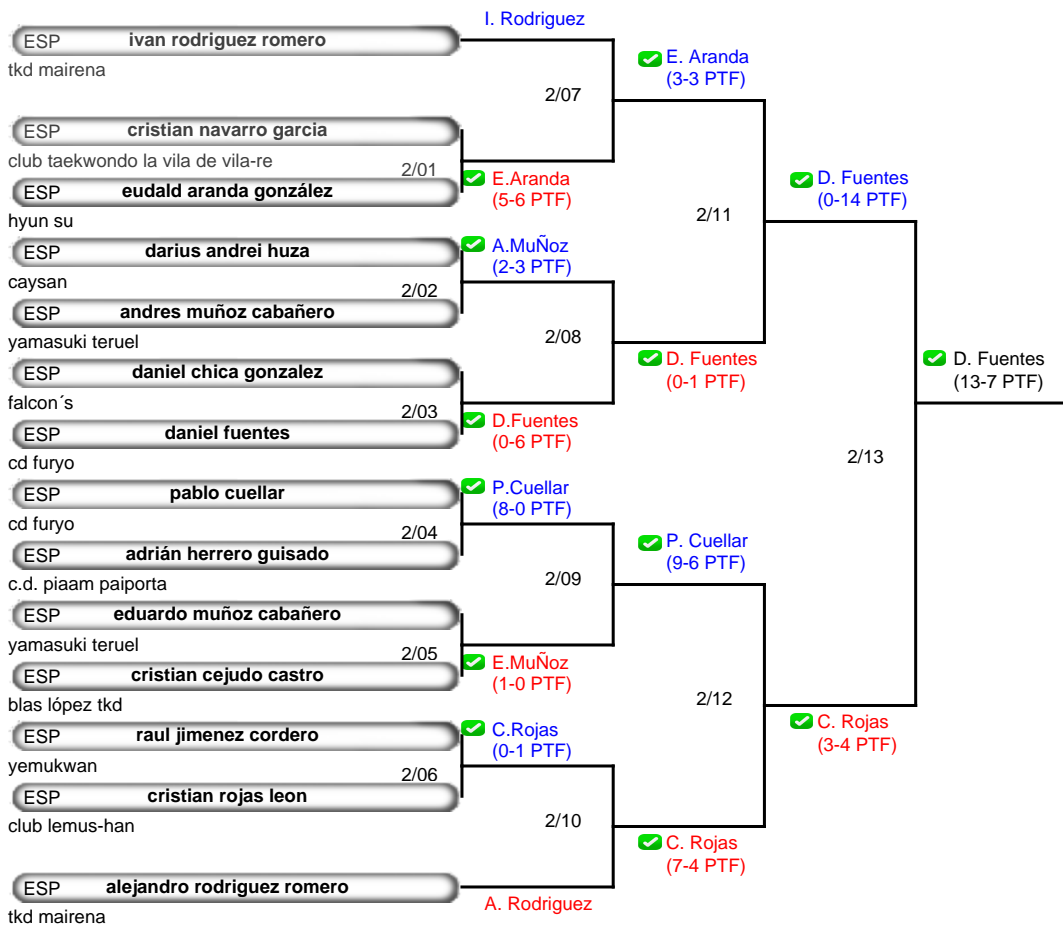 I. Rodriguez
ESP ivan rodriguez romero
tkd mairena
E. Aranda
(3-3 PTF)
2/07
ESP cristian navarro garcia
club taekwondo la vila de vila-re
2/01
E.Aranda
(5-6 PTF)
ESP eudald aranda gonzález
hyun su
D. Fuentes
(0-14 PTF)
2/11
ESP darius andrei huza
caysan
A.MuÑoz
(2-3 PTF)
2/02
ESP andres muñoz cabañero
yamasuki teruel
2/08
D. Fuentes
(0-1 PTF)
D. Fuentes
(13-7 PTF)
ESP daniel chica gonzalez
falcon´s
2/03
D.Fuentes
(0-6 PTF)
ESP daniel fuentes
cd furyo
2/13
ESP pablo cuellar
cd furyo
P.Cuellar
(8-0 PTF)
2/04
ESP adrián herrero guisado
c.d. piaam paiporta
P. Cuellar
(9-6 PTF)
2/09
ESP eduardo muñoz cabañero
yamasuki teruel
2/05
E.MuÑoz
(1-0 PTF)
ESP cristian cejudo castro
blas lópez tkd
2/12
C. Rojas
(3-4 PTF)
ESP raul jimenez cordero
yemukwan
C.Rojas
(0-1 PTF)
2/06
ESP cristian rojas leon
club lemus-han
2/10
C. Rojas
(7-4 PTF)
ESP alejandro rodriguez romero
tkd mairena
A. Rodriguez